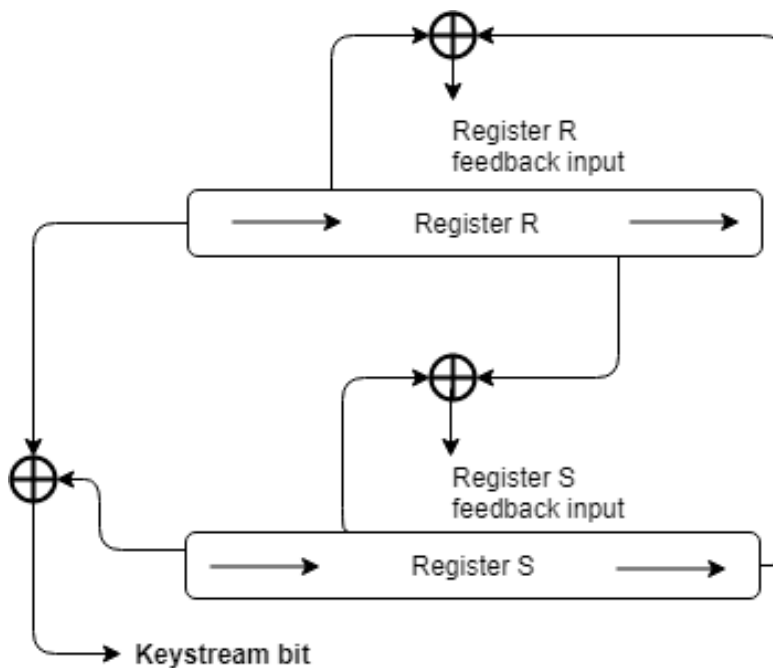 Register R
feedback input
Register R
Register S
feedback input
Register S
Keystream bit